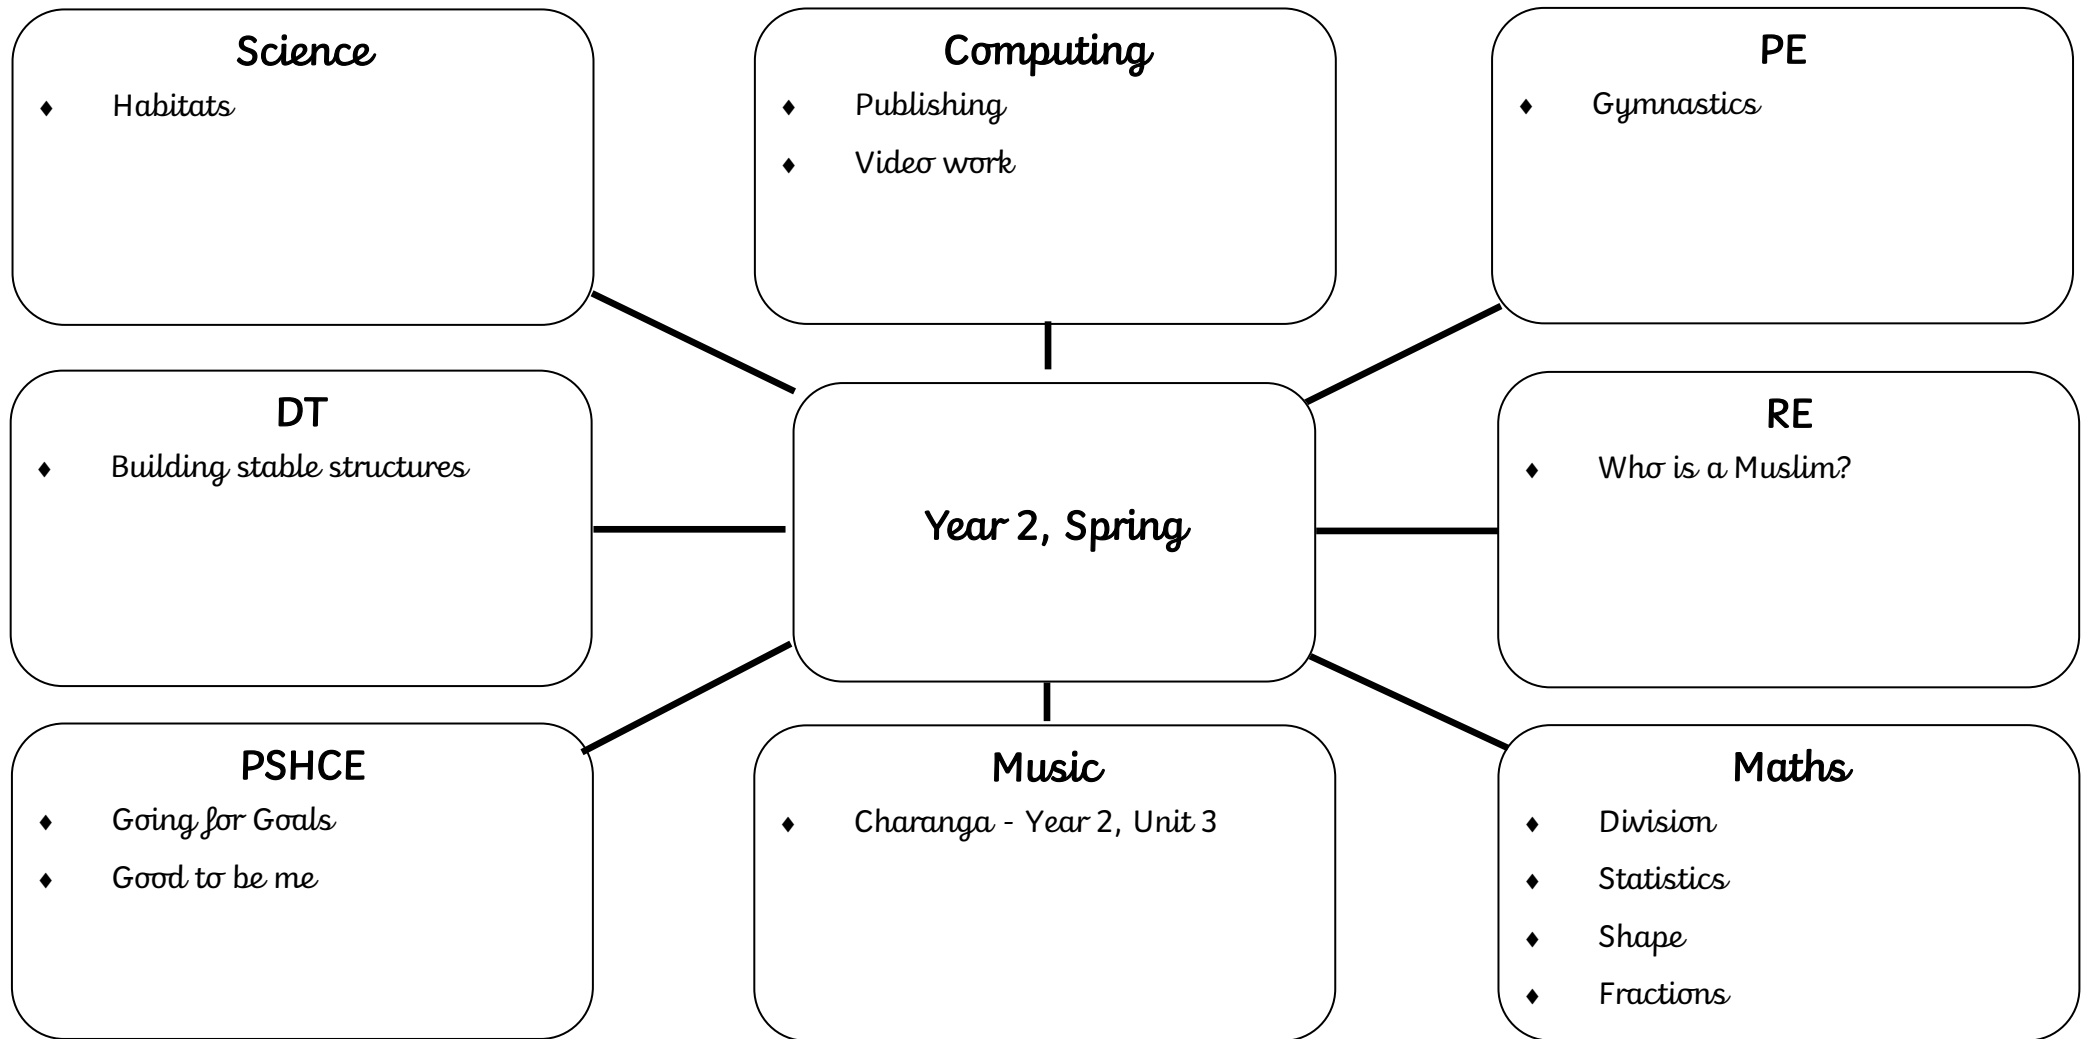 Science
♦ Habitats
Computing
♦ Publishing
♦ Video work
PE
♦ Gymnastics
DT
♦ Building stable structures
Year 2, Spring
RE
♦ Who is a Muslim?
PSHCE
♦ Going for Goals
♦ Good to be me
Music
♦ Charanga - Year 2, Unit 3
Maths
♦ Division
♦ Statistics
♦ Shape
♦ Fractions